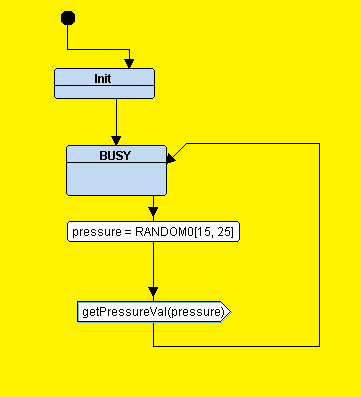 Init
BUSY
pressure = RANDOM0[15, 25]
getPressureVal(pressure)